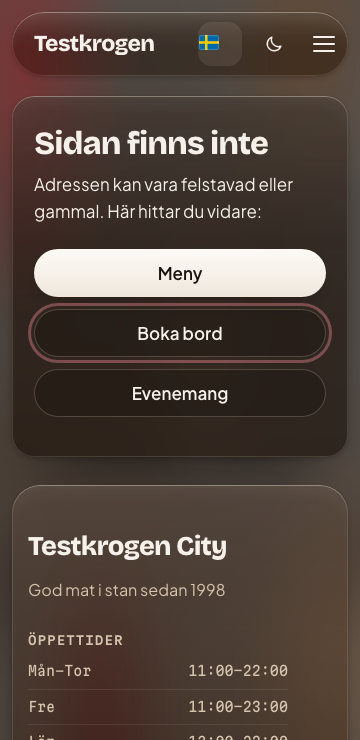 Testkrogen
Sidan finns inte
Adressen kan vara felstavad eller
gammal. Här hittar du vidare:
Meny
Boka bord
Evenemang
Testkrogen City
God mat i stan sedan 1998
ÖPPETTIDER
Mån–Tor 11:00–22:00
Fre 11:00–23:00